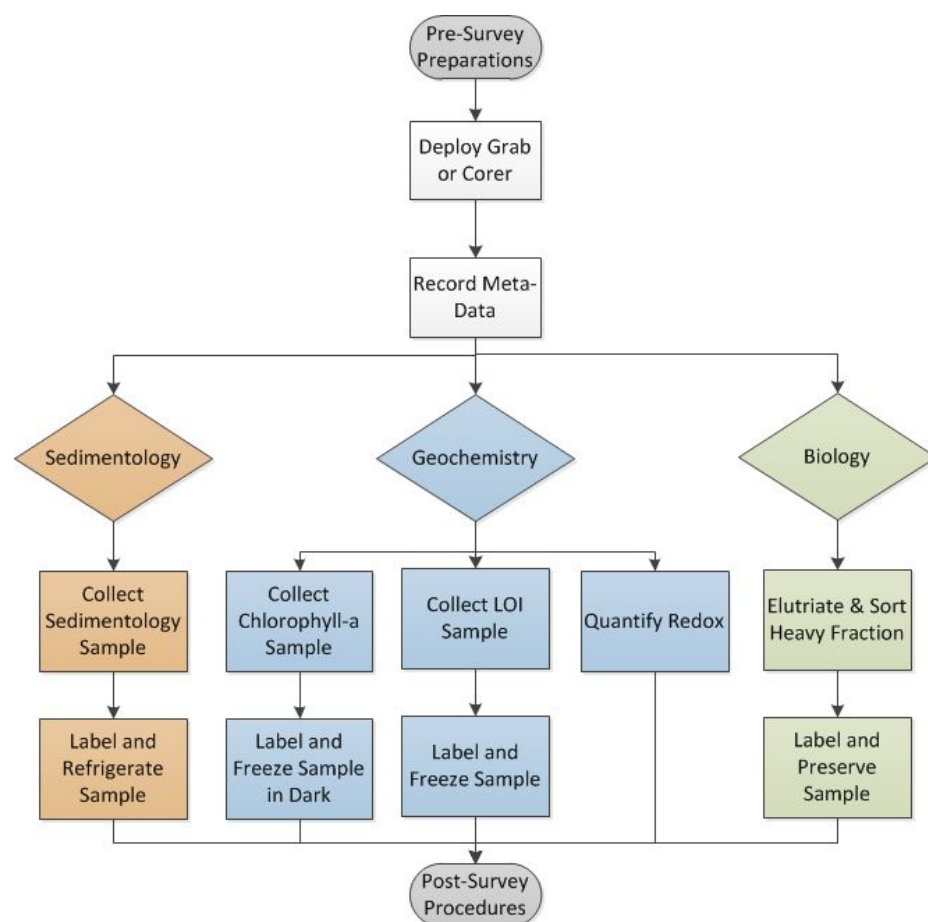 Pre-Survey
Preparations
Deploy Grab
or Corer
Record Meta-
Data
Sedimentology
Geochemistry
Biology
Collect
Sedimentology
Sample
Collect
Chlorophyll-a
Sample
Collect LOI
Sample
Quantify Redox
Elutriate & Sort
Heavy Fraction
Label and
Refrigerate
Sample
Label and
Freeze Sample
in Dark
Label and
Freeze Sample
Label and
Preserve
Sample
Post-Survey
Procedures